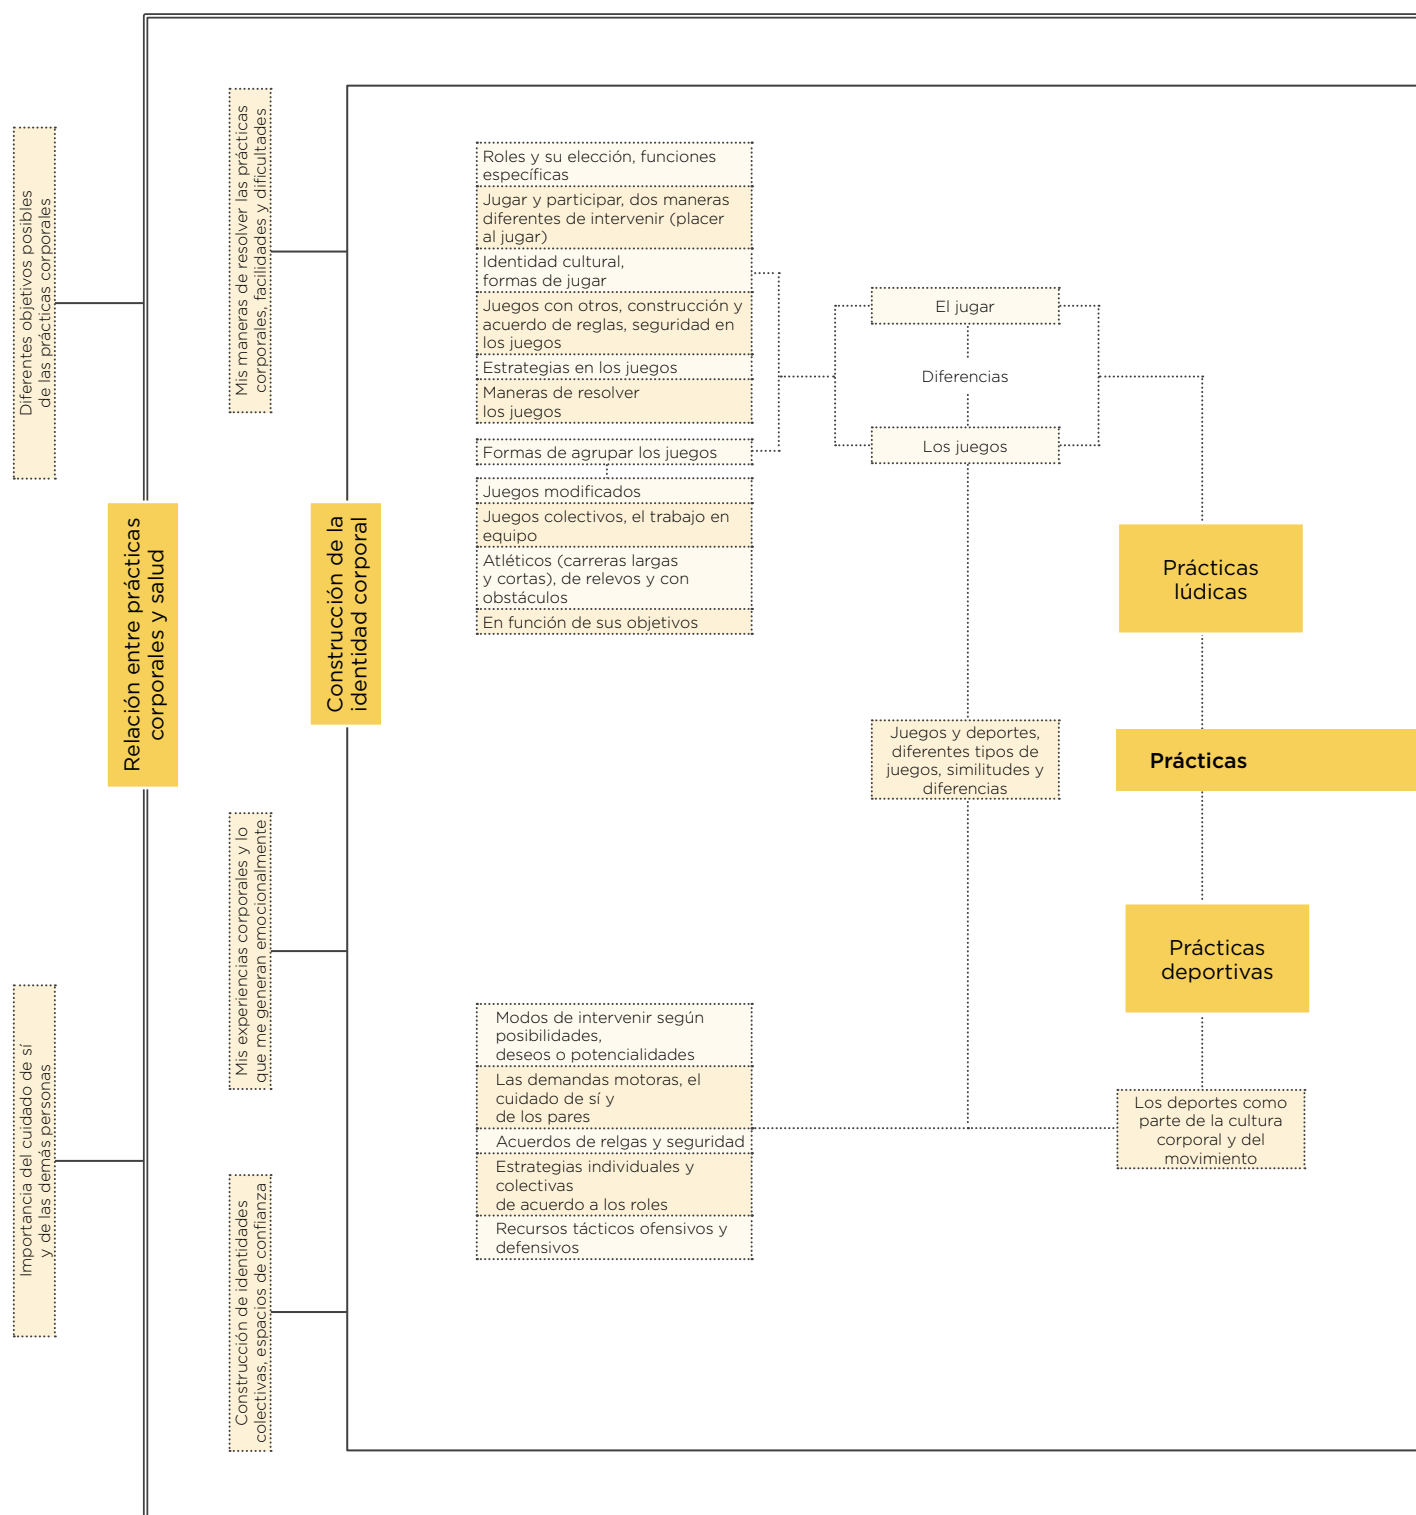 Diferentes objetivos posibles
de las prácticas corporales
Importancia del cuidado de sí
y de las demás personas
Relación entre prácticas
corporales y salud
Mis maneras de resolver las prácticas
corporales, facilidades y dificultades
Mis experiencias corporales y lo
que me generan emocionalmente
Construcción de identidades
colectivas, espacios de confianza
Construcción de la
identidad corporal
Roles y su elección, funciones
específicas
Jugar y participar, dos maneras
diferentes de intervenir (placer
al jugar)
Identidad cultural,
formas de jugar
Juegos con otros, construcción y
acuerdo de reglas, seguridad en
los juegos
Estrategias en los juegos
Maneras de resolver
los juegos
Formas de agrupar los juegos
Juegos modificados
Juegos colectivos, el trabajo en
equipo
Atléticos (carreras largas
y cortas), de relevos y con
obstáculos
En función de sus objetivos
El jugar
Diferencias
Los juegos
Prácticas
lúdicas
Juegos y deportes,
diferentes tipos de
juegos, similitudes y
diferencias
Prácticas
Prácticas
deportivas
Modos de intervenir según
posibilidades,
deseos o potencialidades
Las demandas motoras, el
cuidado de sí y
de los pares
Acuerdos de relgas y seguridad
Estrategias individuales y
colectivas
de acuerdo a los roles
Recursos tácticos ofensivos y
defensivos
Los deportes como
parte de la cultura
corporal y del
movimiento